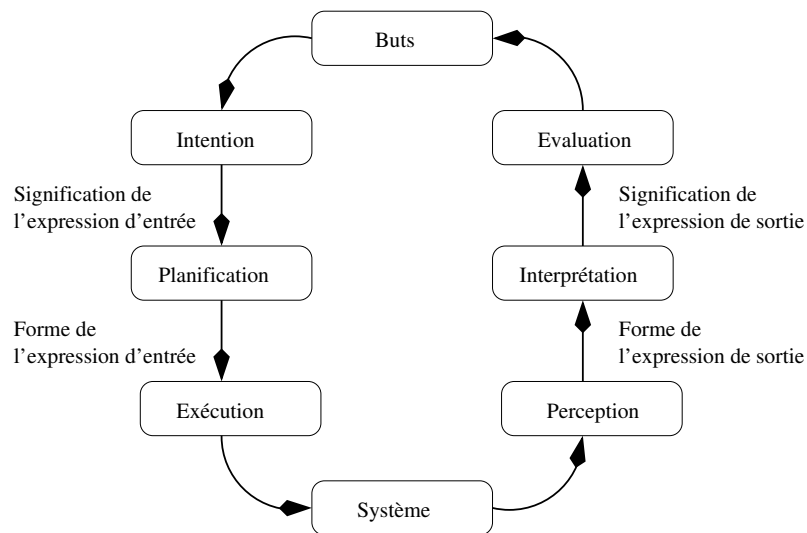 Buts
Intention
Evaluation
Signification de
l’expression d’entrée
Signification de
l’expression de sortie
Planification
Interprétation
Forme de
l’expression d’entrée
Forme de
l’expression de sortie
Exécution
Perception
Système